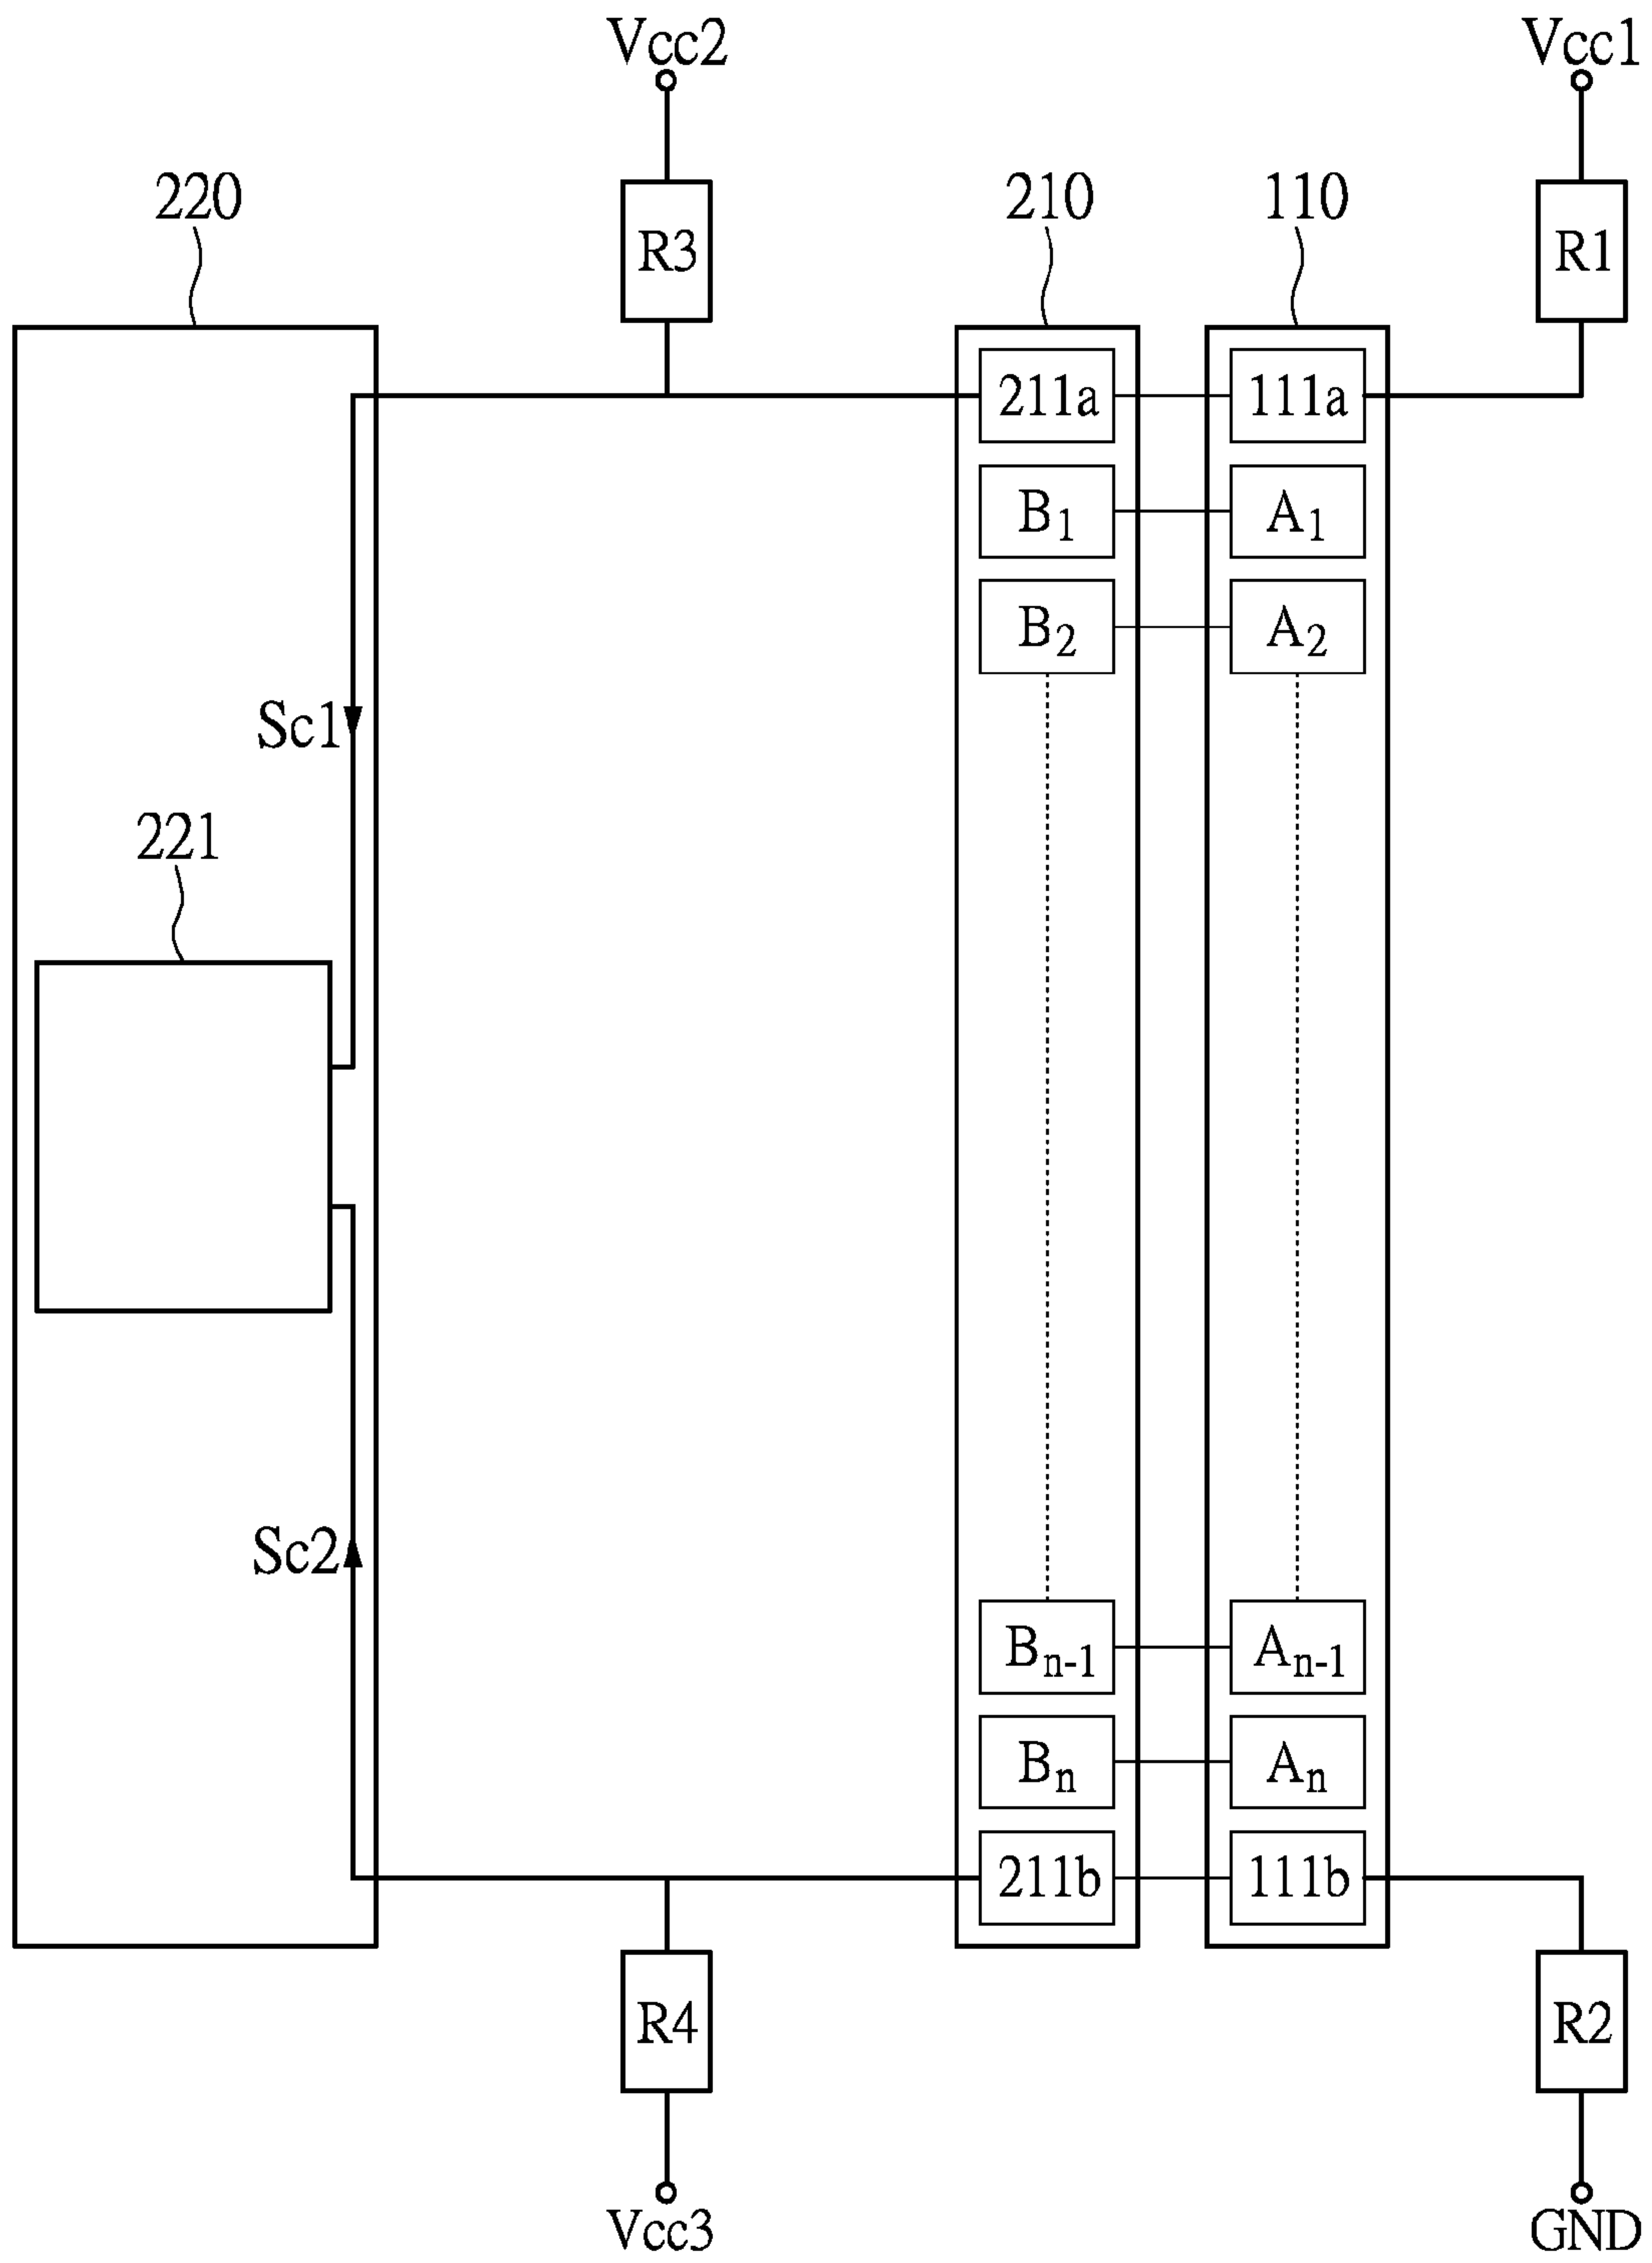 Vcc2 Vcc1
220 R3 210 110 R1
211a 111a
B1 A1
B2 A2
Sc1
221
Sc2
Bn-1 An-1
Bn An
211b 111b
R4 R2
Vcc3 GND